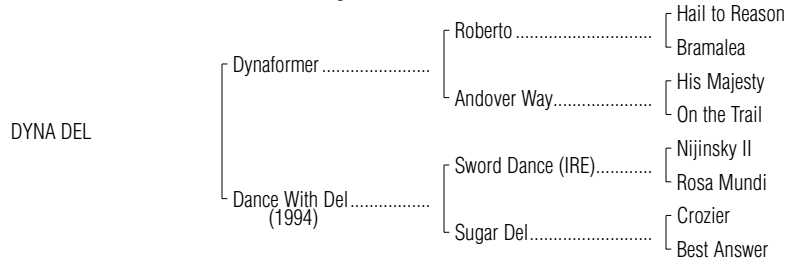 Hail to Reason
Roberto
Bramalea
Dynaformer
His Majesty
Andover Way
On the Trail
DYNA DEL
Nijinsky II
Sword Dance (IRE)
Rosa Mundi
Dance With Del
(1994)
Crozier
Sugar Del
Best Answer